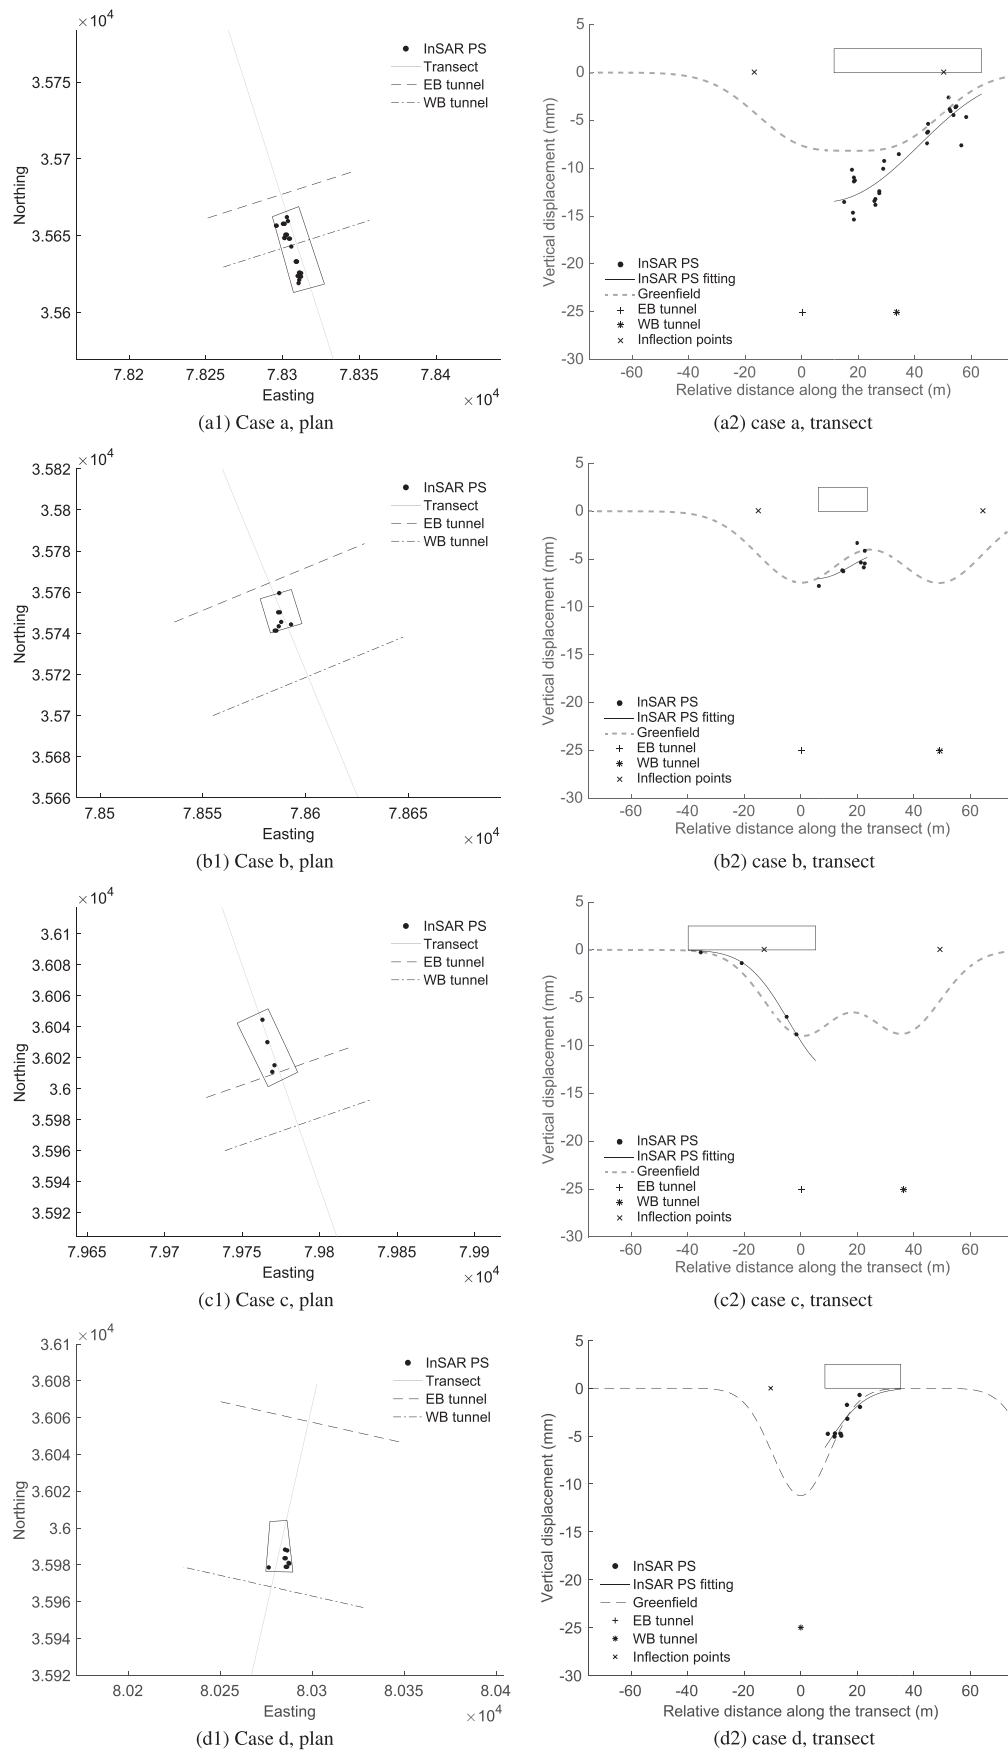 ×10⁴
3.575
3.57
3.565
3.56
Northing
InSAR PS
Transect
EB tunnel
WB tunnel
7.82 7.825 7.83 7.835 7.84
Easting
×10⁴
(a1) Case a, plan
5
0
-5
-10
-15
-20
-25
-30
Vertical displacement (mm)
InSAR PS
InSAR PS fitting
Greenfield
EB tunnel
WB tunnel
Inflection points
-60 -40 -20 0 20 40 60
Relative distance along the transect (m)
(a2) case a, transect
×10⁴
3.582
3.58
3.578
3.576
3.574
3.572
3.57
3.568
3.566
Northing
InSAR PS
Transect
EB tunnel
WB tunnel
7.85 7.855 7.86 7.865
Easting
×10⁴
(b1) Case b, plan
5
0
-5
-10
-15
-20
-25
-30
Vertical displacement (mm)
InSAR PS
InSAR PS fitting
Greenfield
EB tunnel
WB tunnel
Inflection points
-60 -40 -20 0 20 40 60
Relative distance along the transect (m)
(b2) case b, transect
×10⁴
3.61
3.608
3.606
3.604
3.602
3.6
3.598
3.596
3.594
3.592
Northing
InSAR PS
Transect
EB tunnel
WB tunnel
7.965 7.97 7.975 7.98 7.985 7.99
Easting
×10⁴
(c1) Case c, plan
5
0
-5
-10
-15
-20
-25
-30
Vertical displacement (mm)
InSAR PS
InSAR PS fitting
Greenfield
EB tunnel
WB tunnel
Inflection points
-60 -40 -20 0 20 40 60
Relative distance along the transect (m)
(c2) case c, transect
×10⁴
3.61
3.608
3.606
3.604
3.602
3.6
3.598
3.596
3.594
3.592
Northing
InSAR PS
Transect
EB tunnel
WB tunnel
8.02 8.025 8.03 8.035 8.04
Easting
×10⁴
(d1) Case d, plan
5
0
-5
-10
-15
-20
-25
-30
Vertical displacement (mm)
InSAR PS
InSAR PS fitting
Greenfield
EB tunnel
WB tunnel
Inflection points
-60 -40 -20 0 20 40 60
Relative distance along the transect (m)
(d2) case d, transect